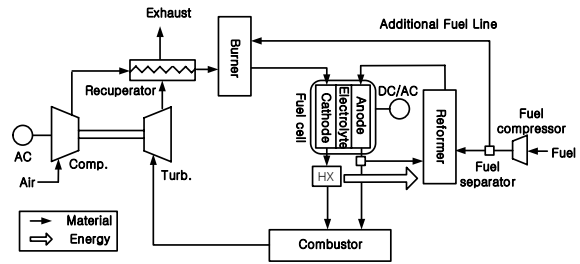 Exhaust
Additional Fuel Line
Burner
Recuperator
DC/AC
Cathode
Electrolyte
Anode
Fuel cell
Reformer
Fuel
compressor
AC
Comp.
Fuel
Air
Turb.
HX
Fuel
separator
Material
Energy
Combustor